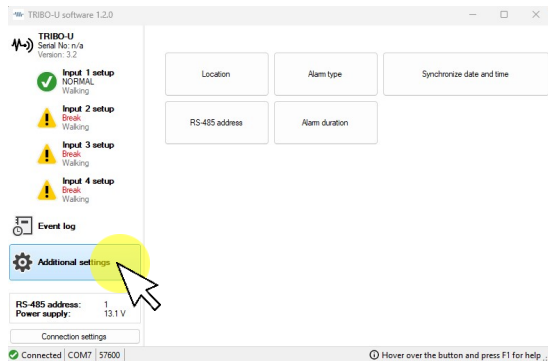 TRIBO-U software 1.2.0
TRIBO-U
Serial No: n/a
Version: 3.2
Input 1 setup
NORMAL
Walking
Input 2 setup
Break
Walking
Input 3 setup
Break
Walking
Input 4 setup
Break
Walking
Event log
Additional settings
RS-485 address: 1
Power supply: 13.1 V
Connection settings
Location
Alarm type
Synchronize date and time
RS-485 address
Alarm duration
Connected COM7 57600
Hover over the button and press F1 for help